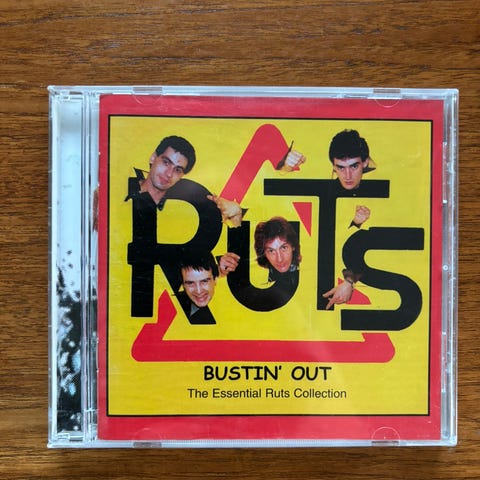 RuTs
BUSTIN' OUT
The Essential Ruts Collection